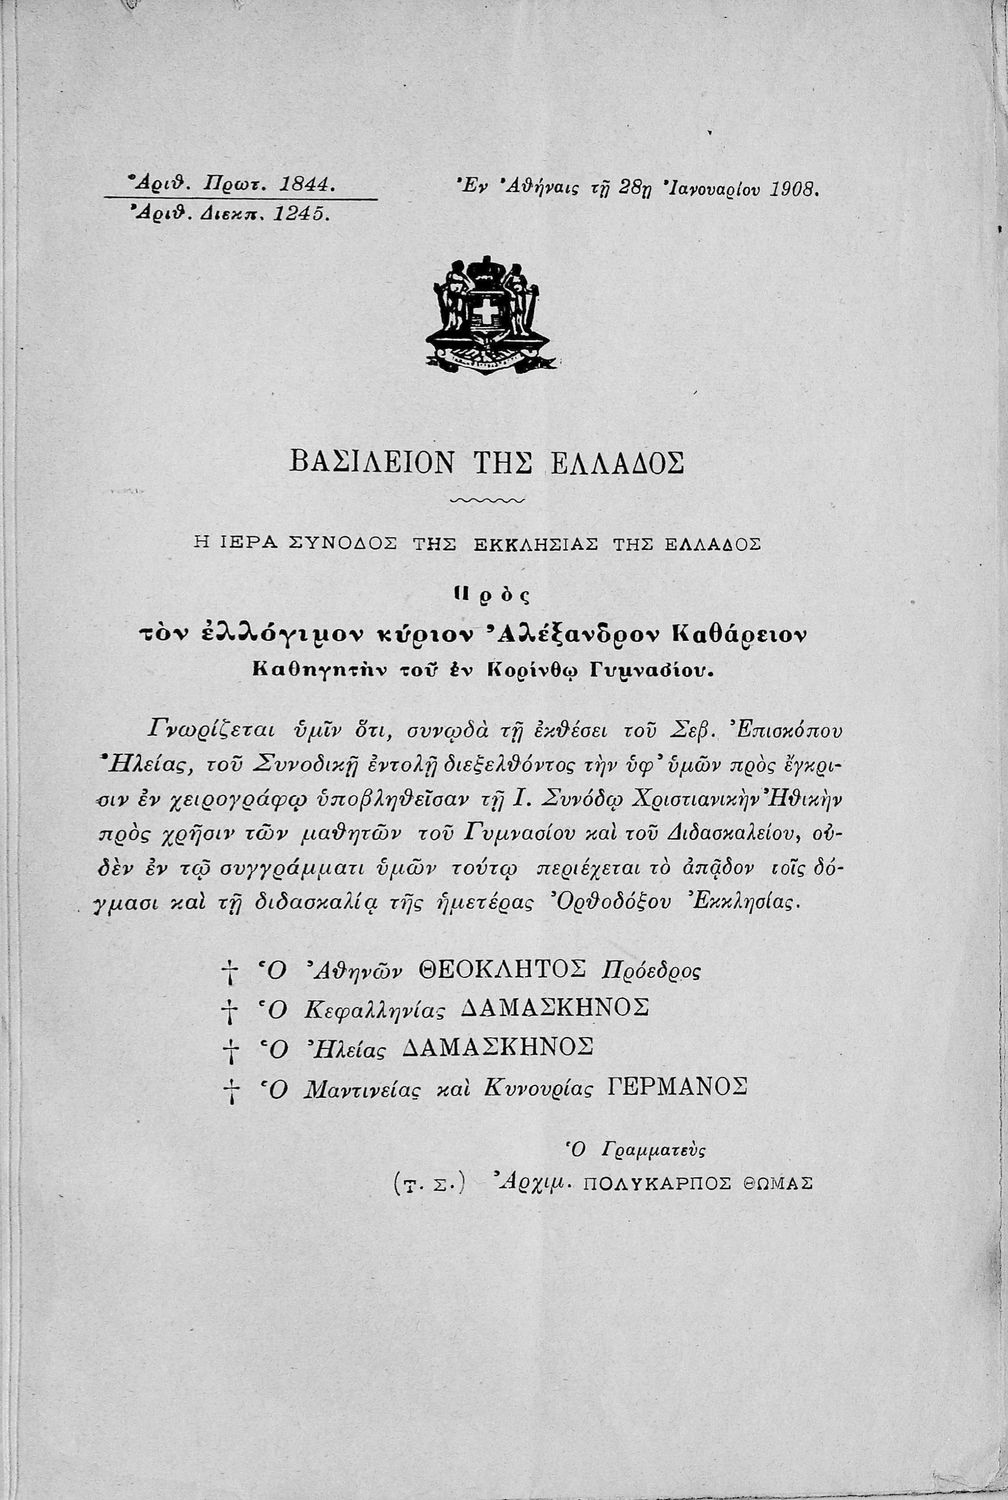 Ἀριθ. Πρωτ. 1844.
Ἀριθ. Διεκπ. 1245.
Ἐν Ἀθήναις τῇ 28ῃ Ἰανουαρίου 1908.
ΒΑΣΙΛΕΙΟΝ ΤΗΣ ΕΛΛΑΔΟΣ
Η ΙΕΡΑ ΣΥΝΟΔΟΣ ΤΗΣ ΕΚΚΛΗΣΙΑΣ ΤΗΣ ΕΛΛΑΔΟΣ
Πρὸς
τὸν ἐλλόγιμον κύριον Ἀλέξανδρον Καθάρειον
Καθηγητὴν τοῦ ἐν Κορίνθῳ Γυμνασίου.
Γνωρίζεται ὑμῖν ὅτι, συνῳδὰ τῇ ἐκθέσει τοῦ Σεβ. Ἐπισκόπου
Ἠλείας, τοῦ Συνοδικῇ ἐντολῇ διεξελθόντος τὴν ὑφ' ὑμῶν πρὸς ἔγκρι-
σιν ἐν χειρογράφῳ ὑποβληθεῖσαν τῇ Ι. Συνόδῳ Χριστιανικὴν Ἠθικὴν
πρὸς χρῆσιν τῶν μαθητῶν τοῦ Γυμνασίου καὶ τοῦ Διδασκαλείου, οὐ-
δὲν ἐν τῷ συγγράμματι ὑμῶν τούτῳ περιέχεται τὸ ἀπᾷδον τοῖς δό-
γμασι καὶ τῇ διδασκαλίᾳ τῆς ἡμετέρας Ὀρθοδόξου Ἐκκλησίας.
† Ὁ Ἀθηνῶν ΘΕΟΚΛΗΤΟΣ Πρόεδρος
† Ὁ Κεφαλληνίας ΔΑΜΑΣΚΗΝΟΣ
† Ὁ Ἠλείας ΔΑΜΑΣΚΗΝΟΣ
† Ὁ Μαντινείας καὶ Κυνουρίας ΓΕΡΜΑΝΟΣ
Ὁ Γραμματεὺς
(Τ. Σ.) Ἀρχιμ. ΠΟΛΥΚΑΡΠΟΣ ΘΩΜΑΣ